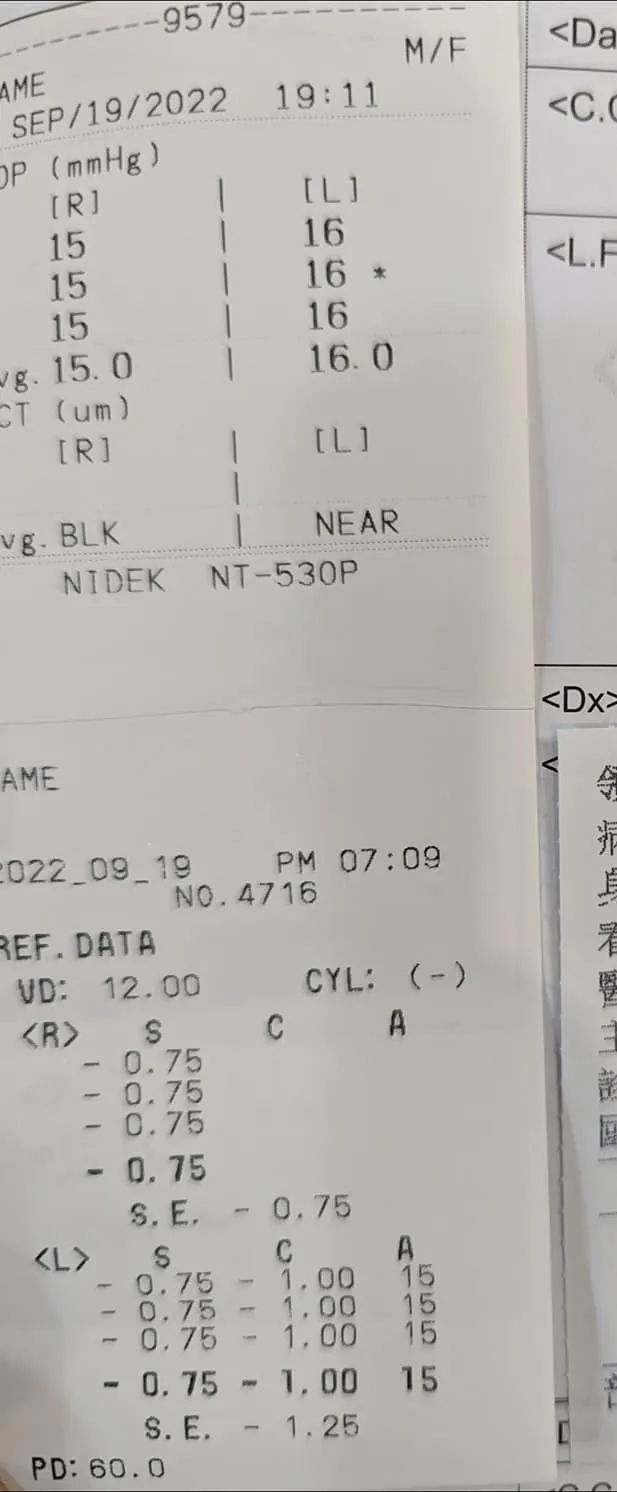 9579
AME M/F
SEP/19/2022 19:11
OP (mmHg)
[R] | [L]
15 | 16
15 | 16 *
15 | 16
vg. 15.0 | 16.0
CT (um)
[R] | [L]
|
vg. BLK | NEAR
NIDEK NT-530P
AME
2022_09_19 PM 07:09
NO.4716
REF.DATA
VD: 12.00 CYL: (-)
<R> S C A
- 0.75
- 0.75
- 0.75
- 0.75
S.E. - 0.75
<L> S C A
- 0.75 - 1.00 15
- 0.75 - 1.00 15
- 0.75 - 1.00 15
- 0.75 - 1.00 15
S.E. - 1.25
PD: 60.0
<Da
<C.C
<L.F
<Dx>
<
看
醫
主